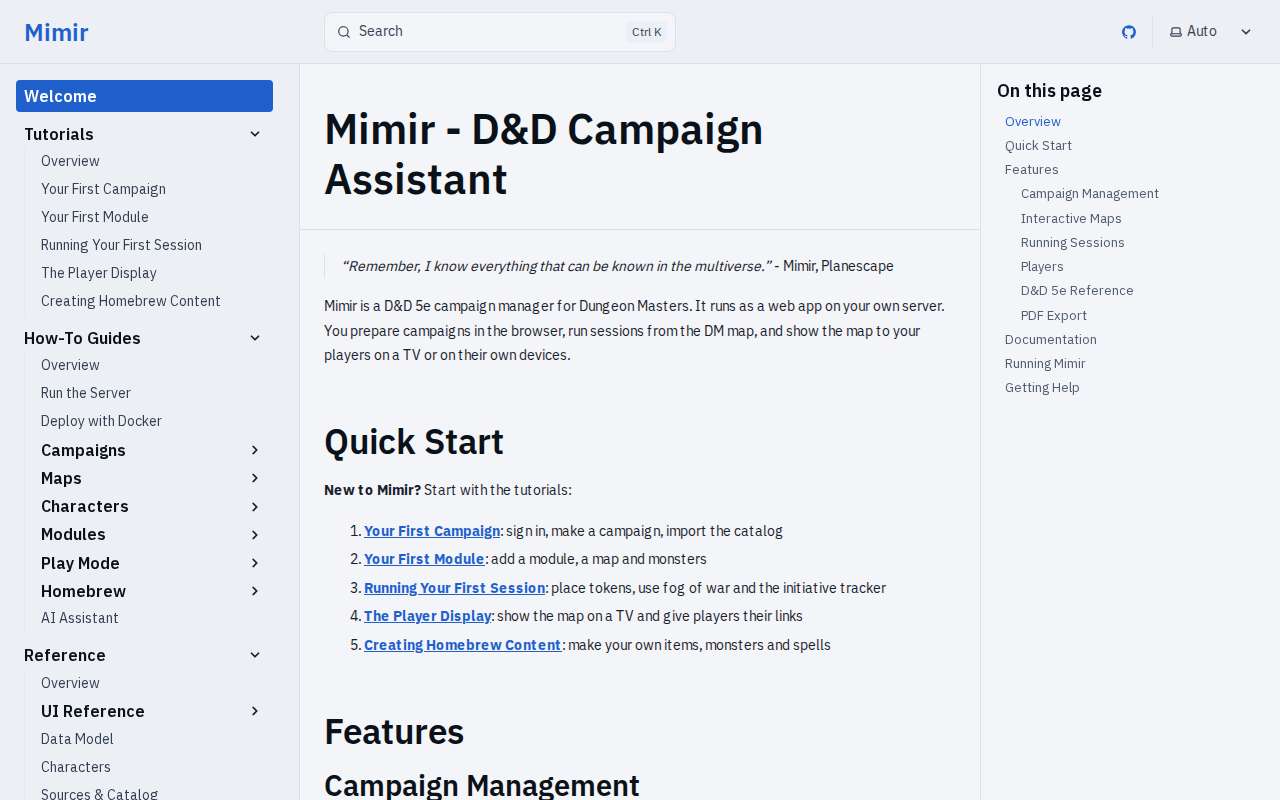 Mimir
Search
Ctrl K
Auto
Welcome
Tutorials
Overview
Your First Campaign
Your First Module
Running Your First Session
The Player Display
Creating Homebrew Content
How-To Guides
Overview
Run the Server
Deploy with Docker
Campaigns
Maps
Characters
Modules
Play Mode
Homebrew
AI Assistant
Reference
Overview
UI Reference
Data Model
Characters
Sources & Catalog
Mimir - D&D Campaign
Assistant
“Remember, I know everything that can be known in the multiverse.” - Mimir, Planescape
Mimir is a D&D 5e campaign manager for Dungeon Masters. It runs as a web app on your own server.
You prepare campaigns in the browser, run sessions from the DM map, and show the map to your
players on a TV or on their own devices.
Quick Start
New to Mimir? Start with the tutorials:
1. Your First Campaign: sign in, make a campaign, import the catalog
2. Your First Module: add a module, a map and monsters
3. Running Your First Session: place tokens, use fog of war and the initiative tracker
4. The Player Display: show the map on a TV and give players their links
5. Creating Homebrew Content: make your own items, monsters and spells
Features
Campaign Management
On this page
Overview
Quick Start
Features
Campaign Management
Interactive Maps
Running Sessions
Players
D&D 5e Reference
PDF Export
Documentation
Running Mimir
Getting Help